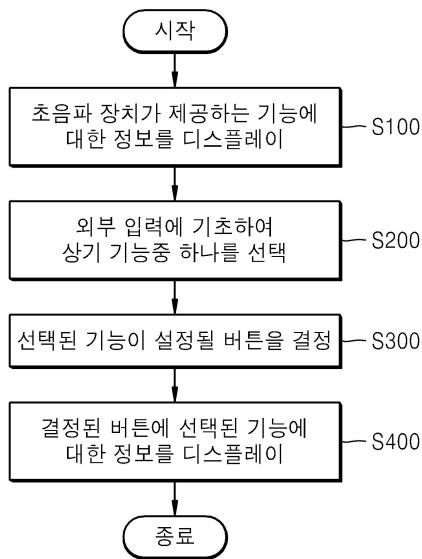 시작
초음파 장치가 제공하는 기능에
대한 정보를 디스플레이
S100
외부 입력에 기초하여
상기 기능중 하나를 선택
S200
선택된 기능이 설정될 버튼을 결정
S300
결정된 버튼에 선택된 기능에
대한 정보를 디스플레이
S400
종료